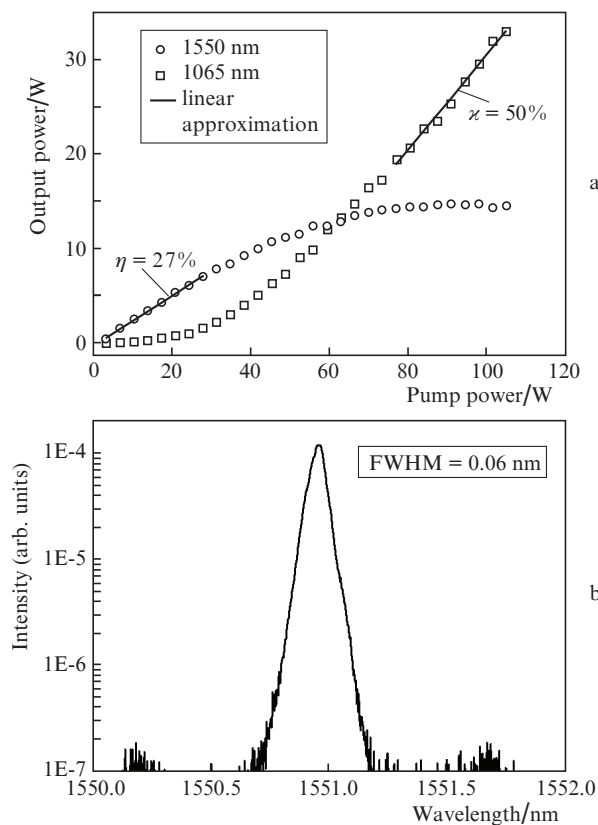 Output power/W
30
20
10
0
1550 nm
1065 nm
linear
approximation
ϰ = 50%
η = 27%
a
0 20 40 60 80 100 120
Pump power/W
Intensity (arb. units)
1E-4
1E-5
1E-6
1E-7
FWHM = 0.06 nm
b
1550.0 1550.5 1551.0 1551.5 1552.0
Wavelength/nm